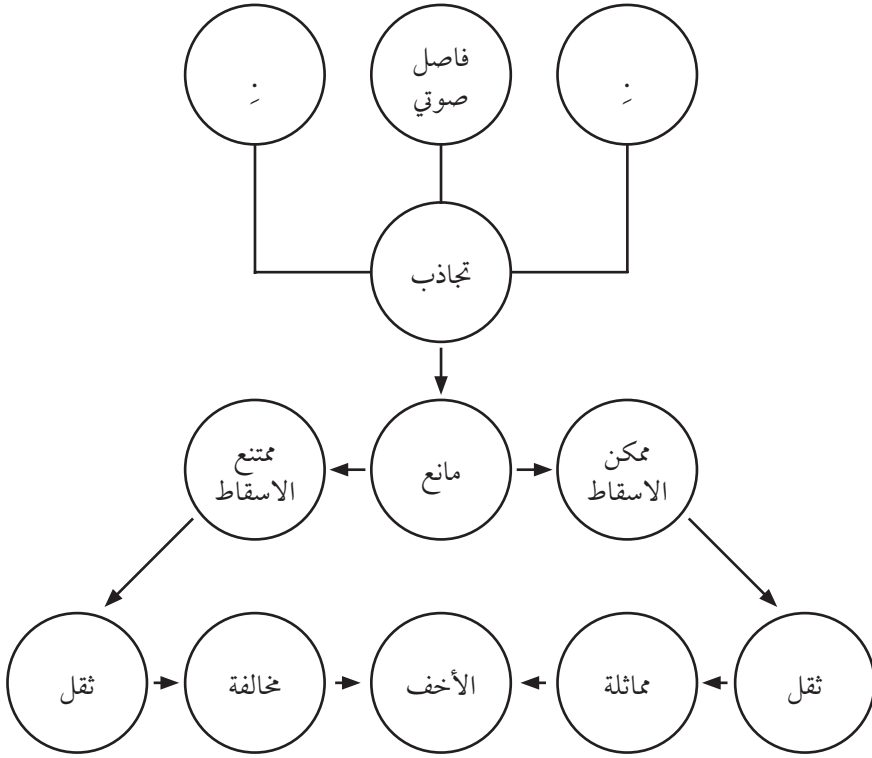 .ِ
فاصل
صوتي
.ِ
تجاذب
ممكن
الاسقاط
مانع
ممتنع
الاسقاط
ثقل
مماثلة
الأخف
مخالفة
ثقل